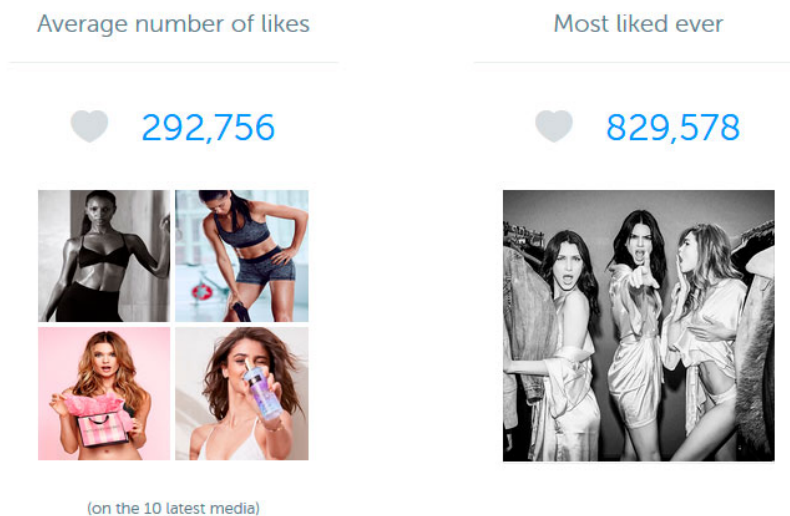 Average number of likes
Most liked ever
292,756
829,578
(on the 10 latest media)